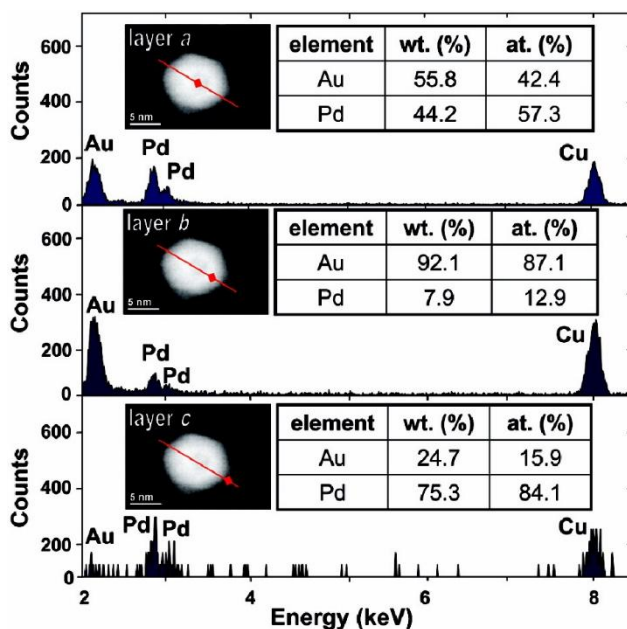 600
400
200
0
Counts
layer a
5 nm
element wt. (%) at. (%)
Au 55.8 42.4
Pd 44.2 57.3
Au
Pd
Pd
Cu
600
400
200
0
Counts
layer b
5 nm
element wt. (%) at. (%)
Au 92.1 87.1
Pd 7.9 12.9
Au
Pd
Pd
Cu
600
400
200
0
Counts
layer c
5 nm
element wt. (%) at. (%)
Au 24.7 15.9
Pd 75.3 84.1
Au
Pd
Pd
Cu
2 4 6 8
Energy (keV)